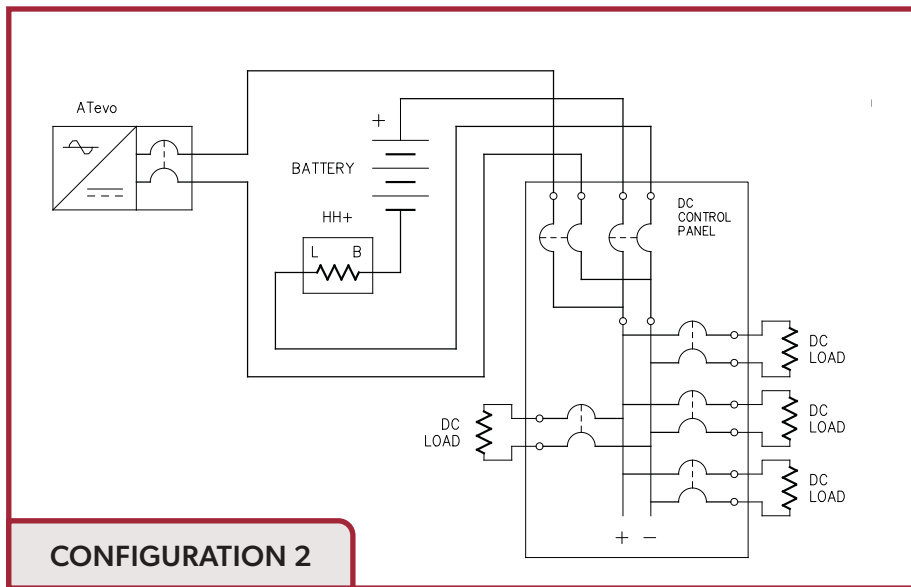 ATevo
+
BATTERY
HH+
L B
DC
CONTROL
PANEL
DC
LOAD
DC
LOAD
DC
LOAD
DC
LOAD
+ −
CONFIGURATION 2